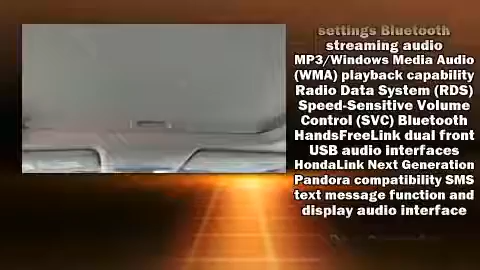 settings Bluetooth
streaming audio
MP3/Windows Media Audio
(WMA) playback capability
Radio Data System (RDS)
Speed-Sensitive Volume
Control (SVC) Bluetooth
HandsFreeLink dual front
USB audio interfaces
HondaLink Next Generation
Pandora compatibility SMS
text message function and
display audio interface